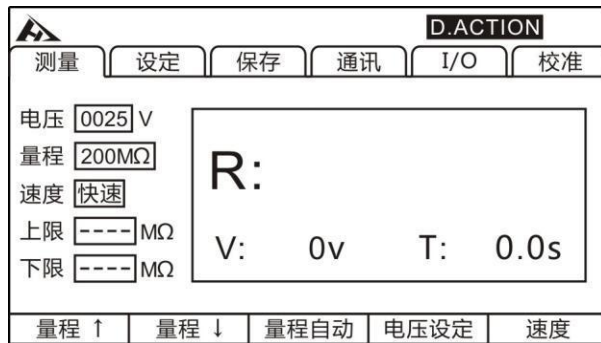 D.ACTION
测量 设定 保存 通讯 I/O 校准
电压 0025 V
量程 200MΩ
速度 快速
上限 ---- MΩ
下限 ---- MΩ
R:
V: 0v T: 0.0s
量程 ↑ 量程 ↓ 量程自动 电压设定 速度